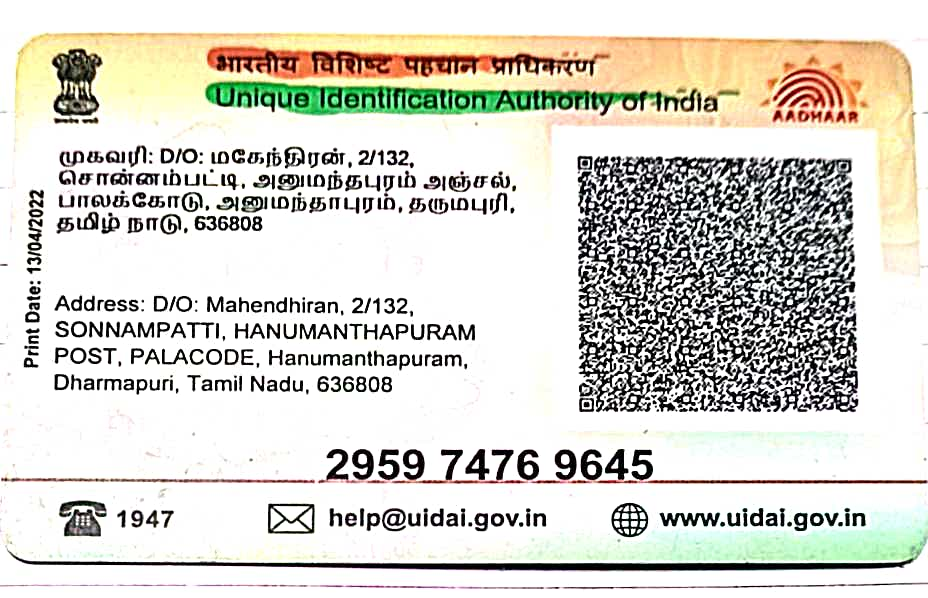 भारतीय विशिष्ट पहचान प्राधिकरण
Unique Identification Authority of India
AADHAAR
முகவரி: D/O: மகேந்திரன், 2/132,
சொன்னம்பட்டி, அனுமந்தபுரம் அஞ்சல்,
பாலக்கோடு, அனுமந்தாபுரம், தருமபுரி,
தமிழ் நாடு, 636808
Print Date: 13/04/2022
Address: D/O: Mahendhiran, 2/132,
SONNAMPATTI, HANUMANTHAPURAM
POST, PALACODE, Hanumanthapuram,
Dharmapuri, Tamil Nadu, 636808
2959 7476 9645
1947
help@uidai.gov.in
www.uidai.gov.in